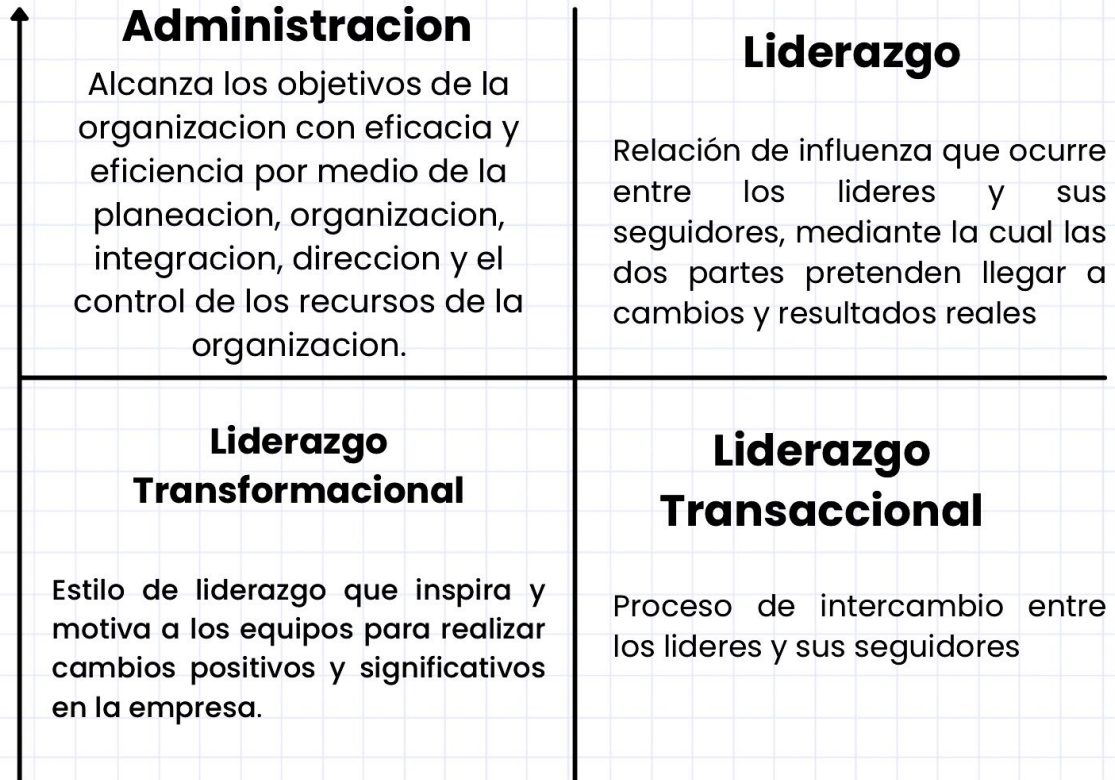 Administracion
Alcanza los objetivos de la
organizacion con eficacia y
eficiencia por medio de la
planeacion, organizacion,
integracion, direccion y el
control de los recursos de la
organizacion.
Liderazgo
Relación de influenza que ocurre
entre los lideres y sus
seguidores, mediante la cual las
dos partes pretenden llegar a
cambios y resultados reales
Liderazgo
Transformacional
Estilo de liderazgo que inspira y
motiva a los equipos para realizar
cambios positivos y significativos
en la empresa.
Liderazgo
Transaccional
Proceso de intercambio entre
los lideres y sus seguidores